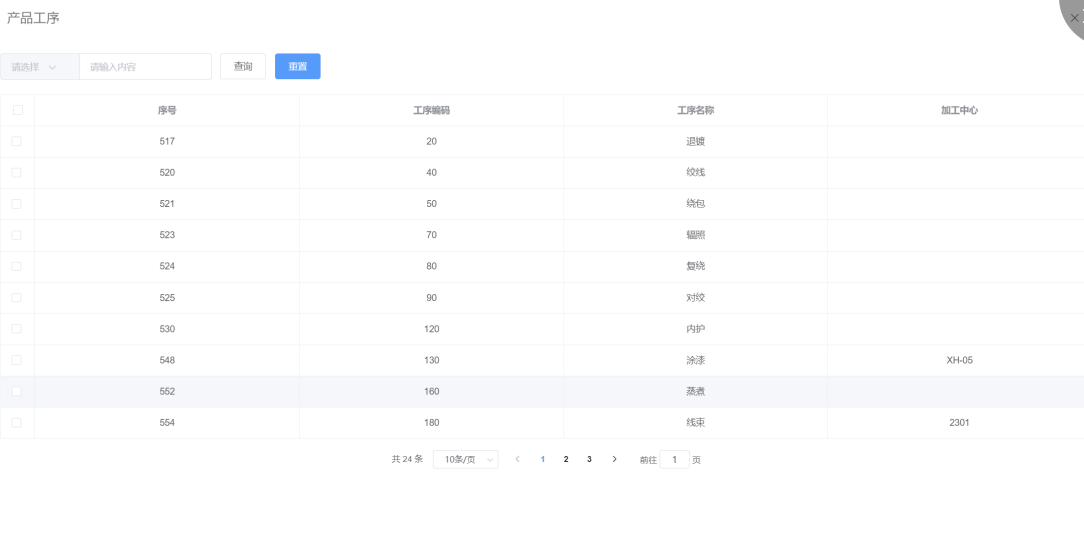 产品工序
请选择 请输入内容 查询 重置
序号 工序编码 工序名称 加工中心
517 20 退镀
520 40 绞线
521 50 绕包
523 70 辐照
524 80 复绕
525 90 对绞
530 120 内护
548 130 涂漆 XH-05
552 160 蒸煮
554 180 线束 2301
共 24 条 10条/页 1 2 3 前往 1 页